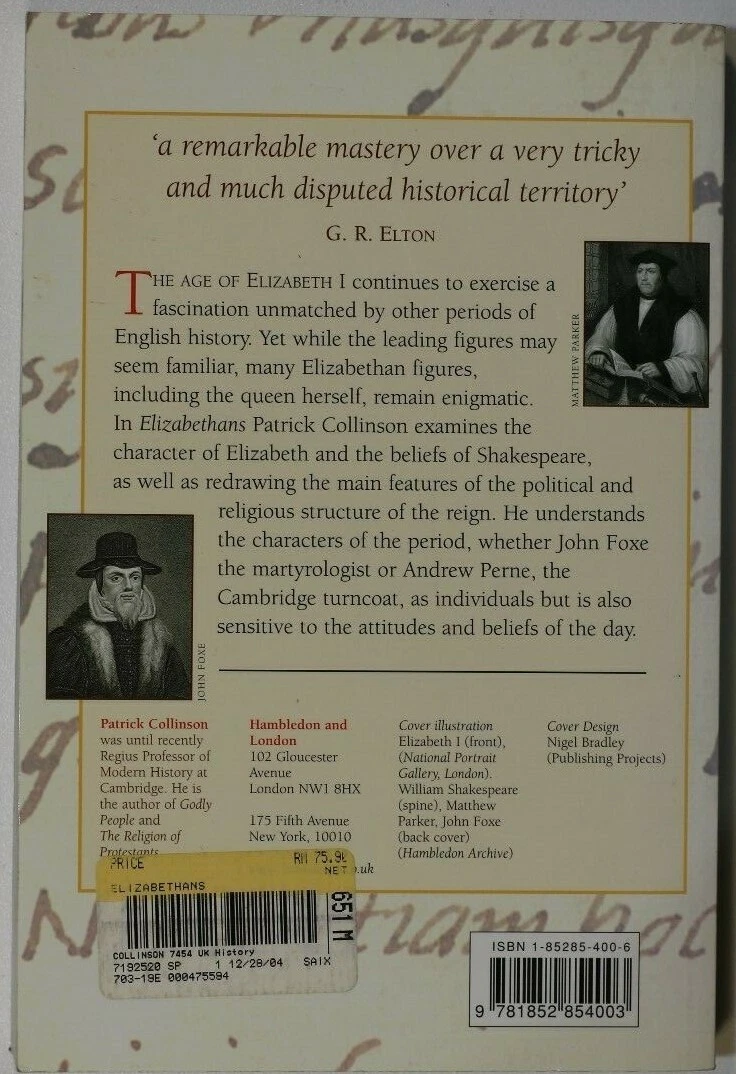 'a remarkable mastery over a very tricky
and much disputed historical territory'
G. R. ELTON
THE AGE OF ELIZABETH I continues to exercise a
fascination unmatched by other periods of
English history. Yet while the leading figures may
seem familiar, many Elizabethan figures,
including the queen herself, remain enigmatic.
In Elizabethans Patrick Collinson examines the
character of Elizabeth and the beliefs of Shakespeare,
as well as redrawing the main features of the political and
religious structure of the reign. He understands
the characters of the period, whether John Foxe
the martyrologist or Andrew Perne, the
Cambridge turncoat, as individuals but is also
sensitive to the attitudes and beliefs of the day.
MATTHEW PARKER
JOHN FOXE
Patrick Collinson
was until recently
Regius Professor of
Modern History at
Cambridge. He is
the author of Godly
People and
The Religion of
Protestants
Hambledon and
London
102 Gloucester
Avenue
London NW1 8HX
175 Fifth Avenue
New York, 10010
.uk
Cover illustration
Elizabeth I (front),
(National Portrait
Gallery, London).
William Shakespeare
(spine), Matthew
Parker, John Foxe
(back cover)
(Hambledon Archive)
Cover Design
Nigel Bradley
(Publishing Projects)
PRICE RM 75.90
NET
ELIZABETHANS
651 M
COLLINSON 7454 UK History
7192520 SP 1 12/28/04 SAIX
703-19E 000475594
ISBN 1-85285-400-6
9 781852 854003